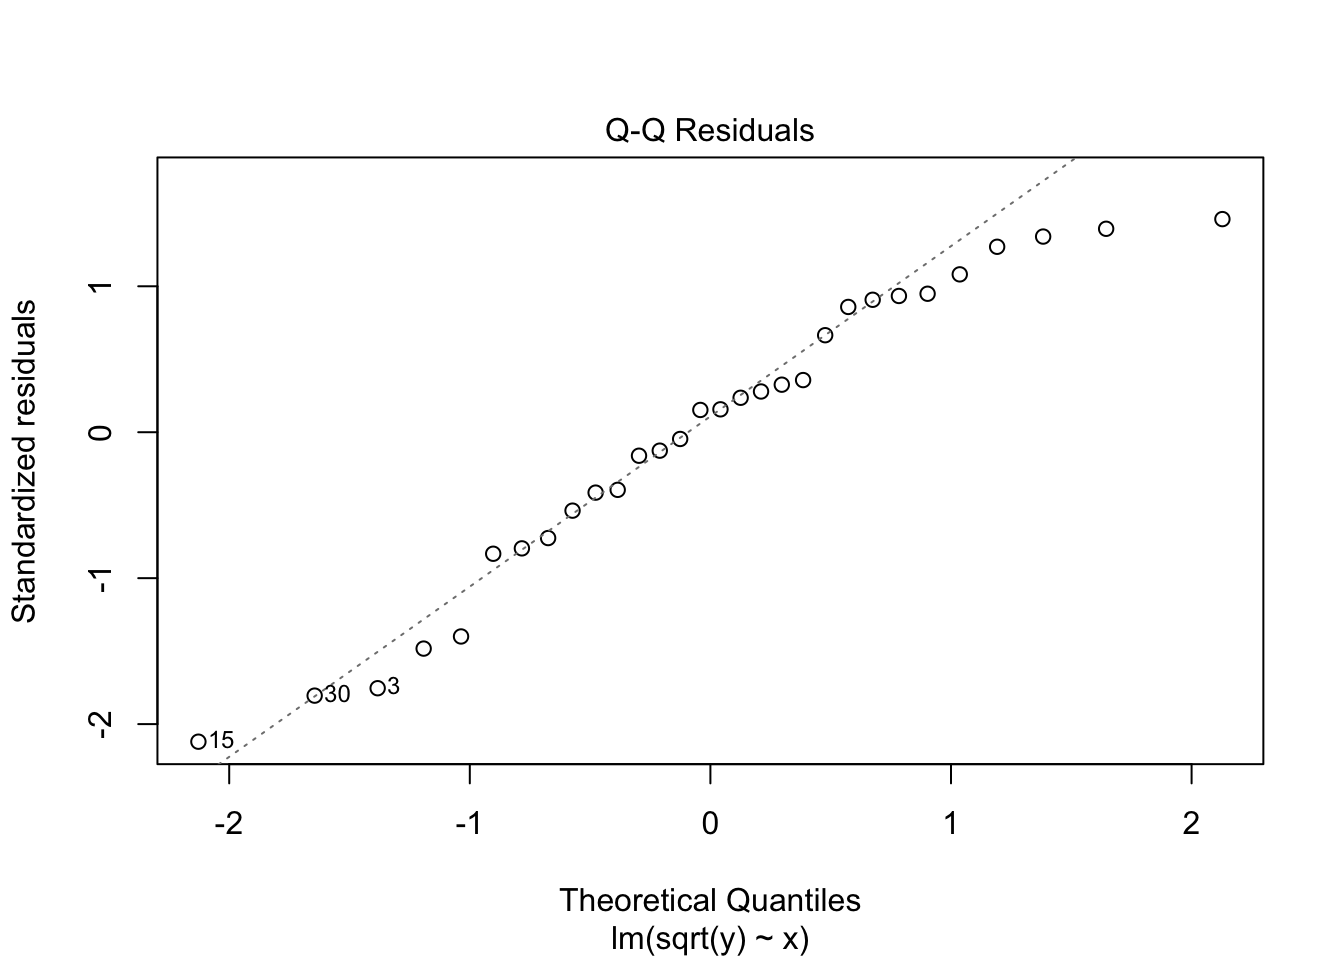 Q-Q Residuals
Standardized residuals
1
0
-1
-2
30
3
15
-2 -1 0 1 2
Theoretical Quantiles
lm(sqrt(y) ~ x)